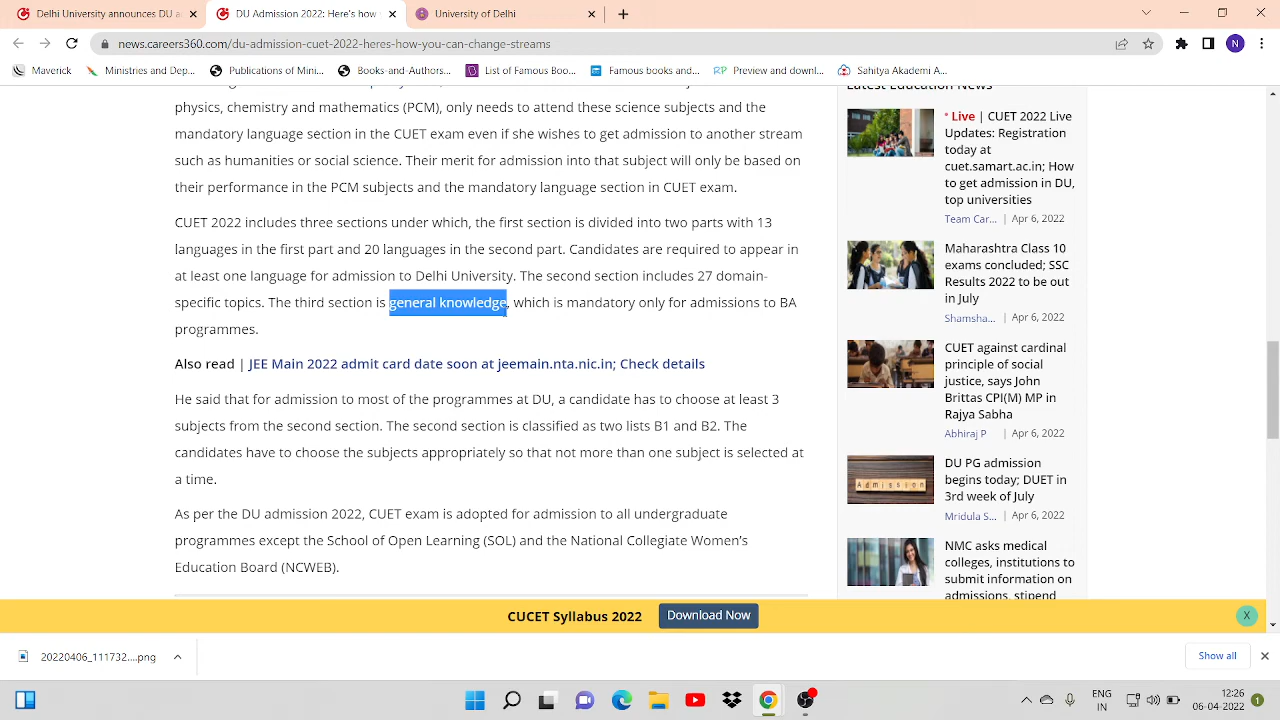 Delhi University's DU
DU Admission 2022: Here's how
University of Delhi
news.careers360.com/du-admission-cuet-2022-heres-how-you-can-change-streams
N
Maverick
Ministries and Dep...
Publications of Mini...
Books and Authors...
List of Famous Boo...
Famous books and...
Preview and downl...
Sahitya Akademi A...
physics, chemistry and mathematics (PCM), only needs to attend these science subjects and the
mandatory language section in the CUET exam even if she wishes to get admission to another stream
such as humanities or social science. Their merit for admission into that subject will only be based on
their performance in the PCM subjects and the mandatory language section in CUET exam.
CUET 2022 includes three sections under which, the first section is divided into two parts with 13
languages in the first part and 20 languages in the second part. Candidates are required to appear in
at least one language for admission to Delhi University. The second section includes 27 domain-
specific topics. The third section is general knowledge, which is mandatory only for admissions to BA
programmes.
Also read | JEE Main 2022 admit card date soon at jeemain.nta.nic.in; Check details
He said that for admission to most of the programmes at DU, a candidate has to choose at least 3
subjects from the second section. The second section is classified as two lists B1 and B2. The
candidates have to choose the subjects appropriately so that not more than one subject is selected at
a time.
As per the DU admission 2022, CUET exam is adopted for admission to all undergraduate
programmes except the School of Open Learning (SOL) and the National Collegiate Women's
Education Board (NCWEB).
Latest Education News
Live | CUET 2022 Live
Updates: Registration
today at
cuet.samart.ac.in; How
to get admission in DU,
top universities
Team Car... | Apr 6, 2022
Maharashtra Class 10
exams concluded; SSC
Results 2022 to be out
in July
Shamsha... | Apr 6, 2022
CUET against cardinal
principle of social
justice, says John
Brittas CPI(M) MP in
Rajya Sabha
Abhiraj P | Apr 6, 2022
Admission
DU PG admission
begins today; DUET in
3rd week of July
Mridula S... | Apr 6, 2022
NMC asks medical
colleges, institutions to
submit information on
admissions, stipend
CUCET Syllabus 2022 Download Now X
20220406_111732....png
Show all
ENG
IN
12:26
06-04-2022
1